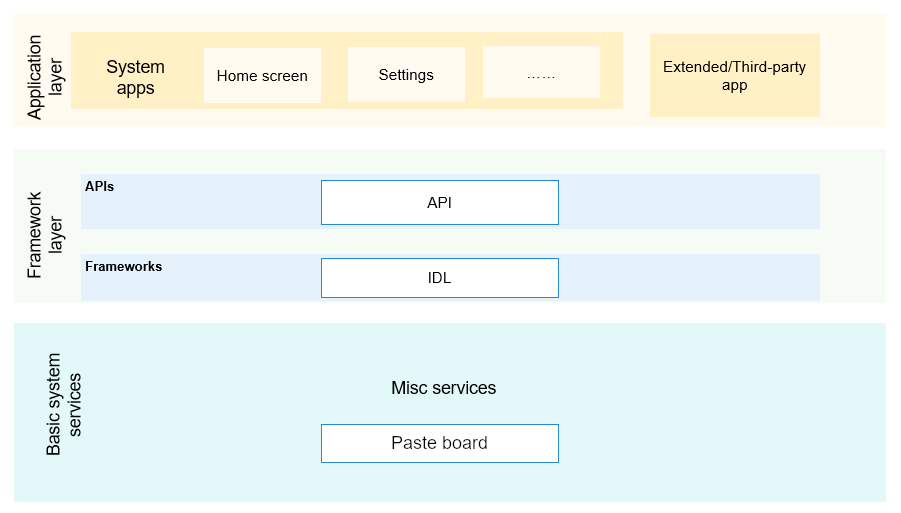 Application
layer
System
apps
Home screen
Settings
……
Extended/Third-party
app
Framework
layer
APIs
API
Frameworks
IDL
Basic system
services
Misc services
Paste board